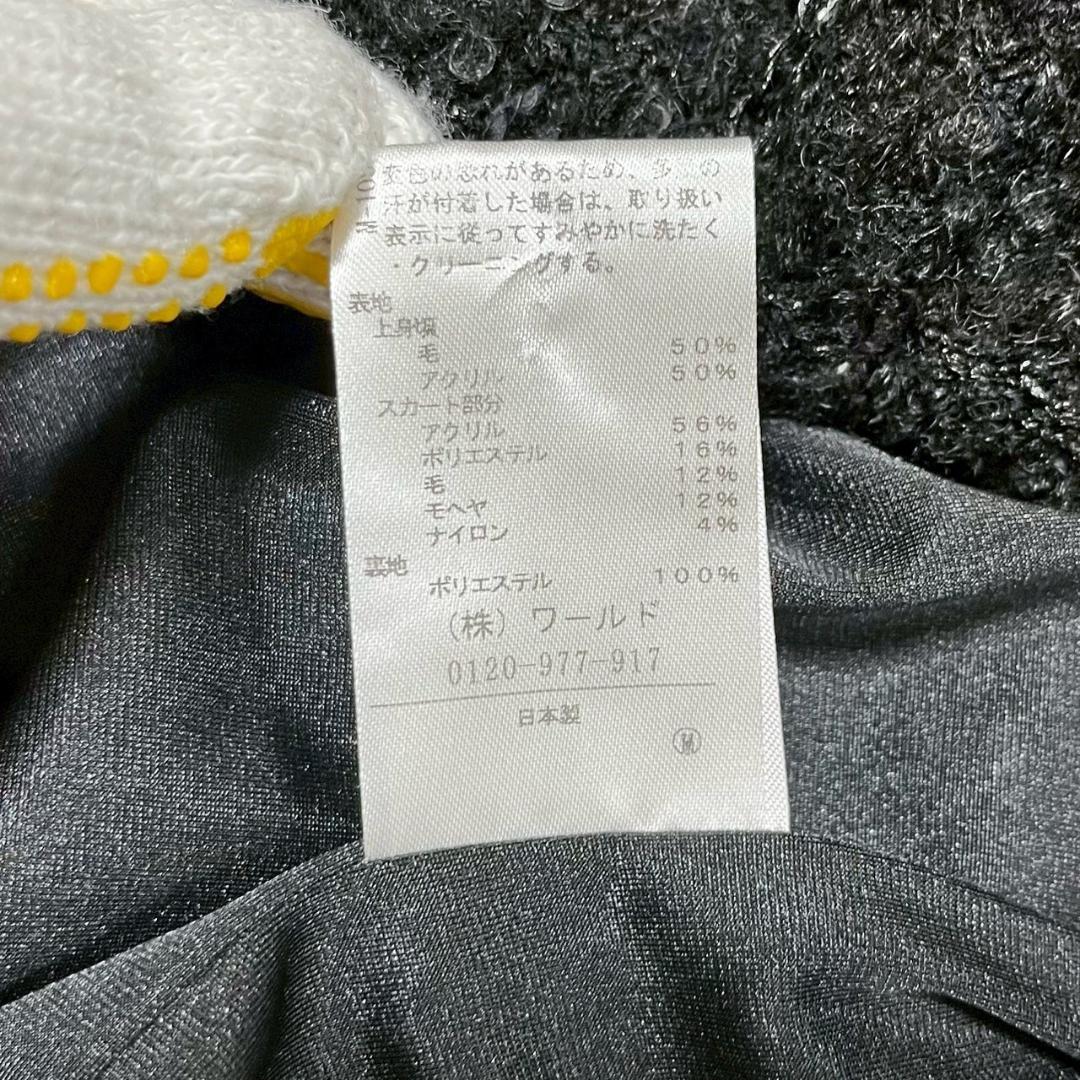 変色の恐れがあるため、多 の
汗が付着した場合は、取り扱い
表示に従ってすみやかに洗たく
・クリーニングする。
表地
上身頃
毛 50%
アクリル 50%
スカート部分
アクリル 56%
ポリエステル 16%
毛 12%
モヘヤ 12%
ナイロン 4%
裏地
ポリエステル 100%
(株)ワールド
0120-977-917
日本製
M